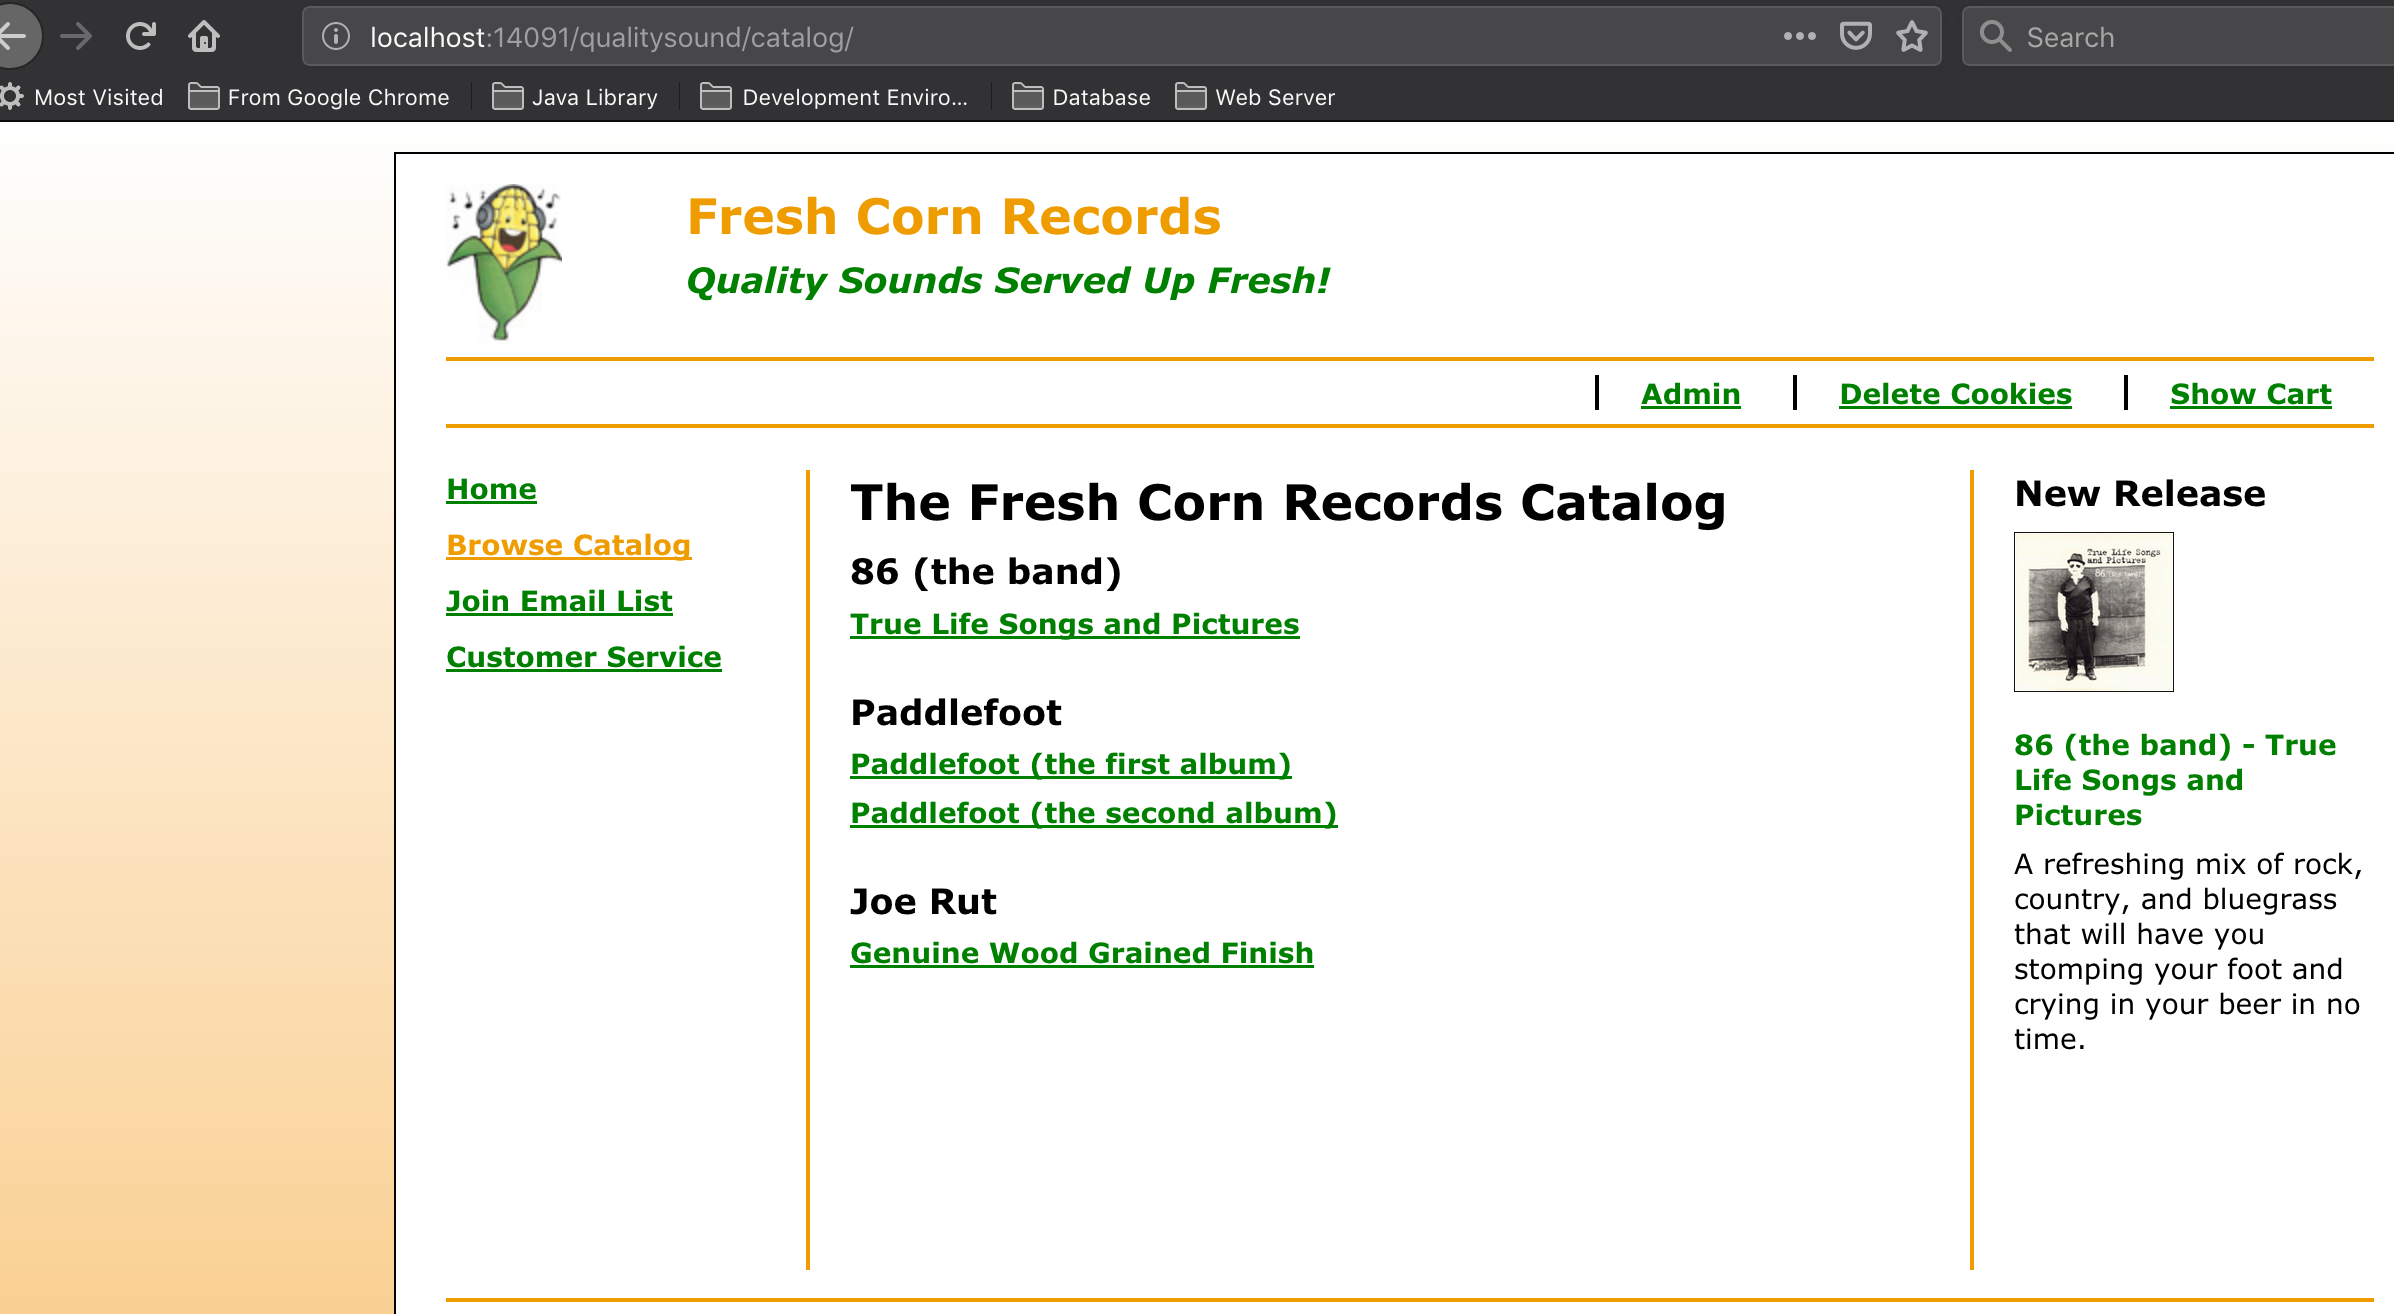 localhost:14091/qualitysound/catalog/
Search
Most Visited
From Google Chrome
Java Library
Development Enviro...
Database
Web Server
Fresh Corn Records
Quality Sounds Served Up Fresh!
Admin
Delete Cookies
Show Cart
Home
Browse Catalog
Join Email List
Customer Service
The Fresh Corn Records Catalog
86 (the band)
True Life Songs and Pictures
Paddlefoot
Paddlefoot (the first album)
Paddlefoot (the second album)
Joe Rut
Genuine Wood Grained Finish
New Release
True Life Songs
and Pictures
86 (the band)
86 (the band) - True
Life Songs and
Pictures
A refreshing mix of rock,
country, and bluegrass
that will have you
stomping your foot and
crying in your beer in no
time.